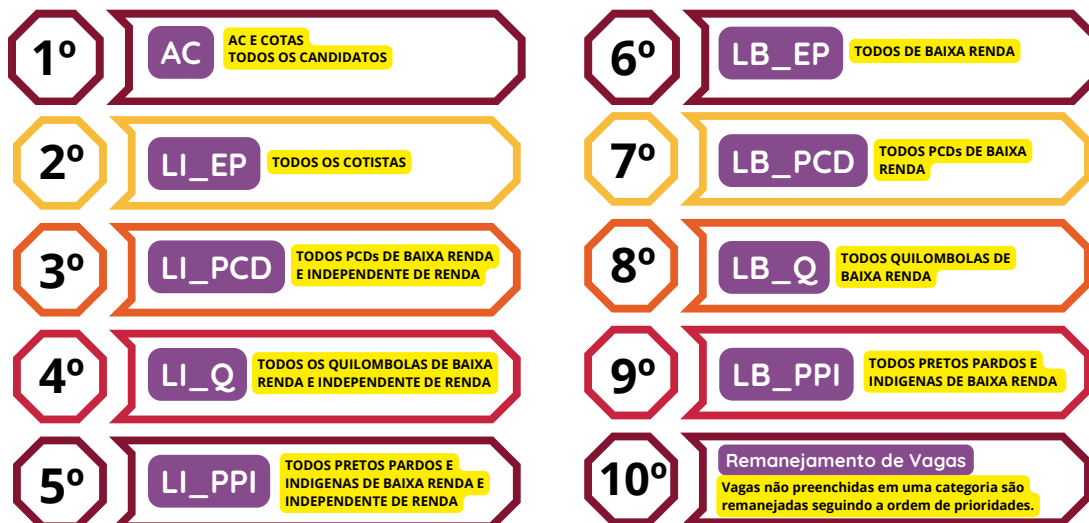 1º
AC
AC E COTAS
TODOS OS CANDIDATOS
2º
LI_EP
TODOS OS COTISTAS
3º
LI_PCD
TODOS PCDs DE BAIXA RENDA
E INDEPENDENTE DE RENDA
4º
LI_Q
TODOS OS QUILOMBOLAS DE BAIXA
RENDA E INDEPENDENTE DE RENDA
5º
LI_PPI
TODOS PRETOS PARDOS E
INDIGENAS DE BAIXA RENDA E
INDEPENDENTE DE RENDA
6º
LB_EP
TODOS DE BAIXA RENDA
7º
LB_PCD
TODOS PCDs DE BAIXA
RENDA
8º
LB_Q
TODOS QUILOMBOLAS DE
BAIXA RENDA
9º
LB_PPI
TODOS PRETOS PARDOS E
INDIGENAS DE BAIXA RENDA
10º
Remanejamento de Vagas
Vagas não preenchidas em uma categoria são
remanejadas seguindo a ordem de prioridades.